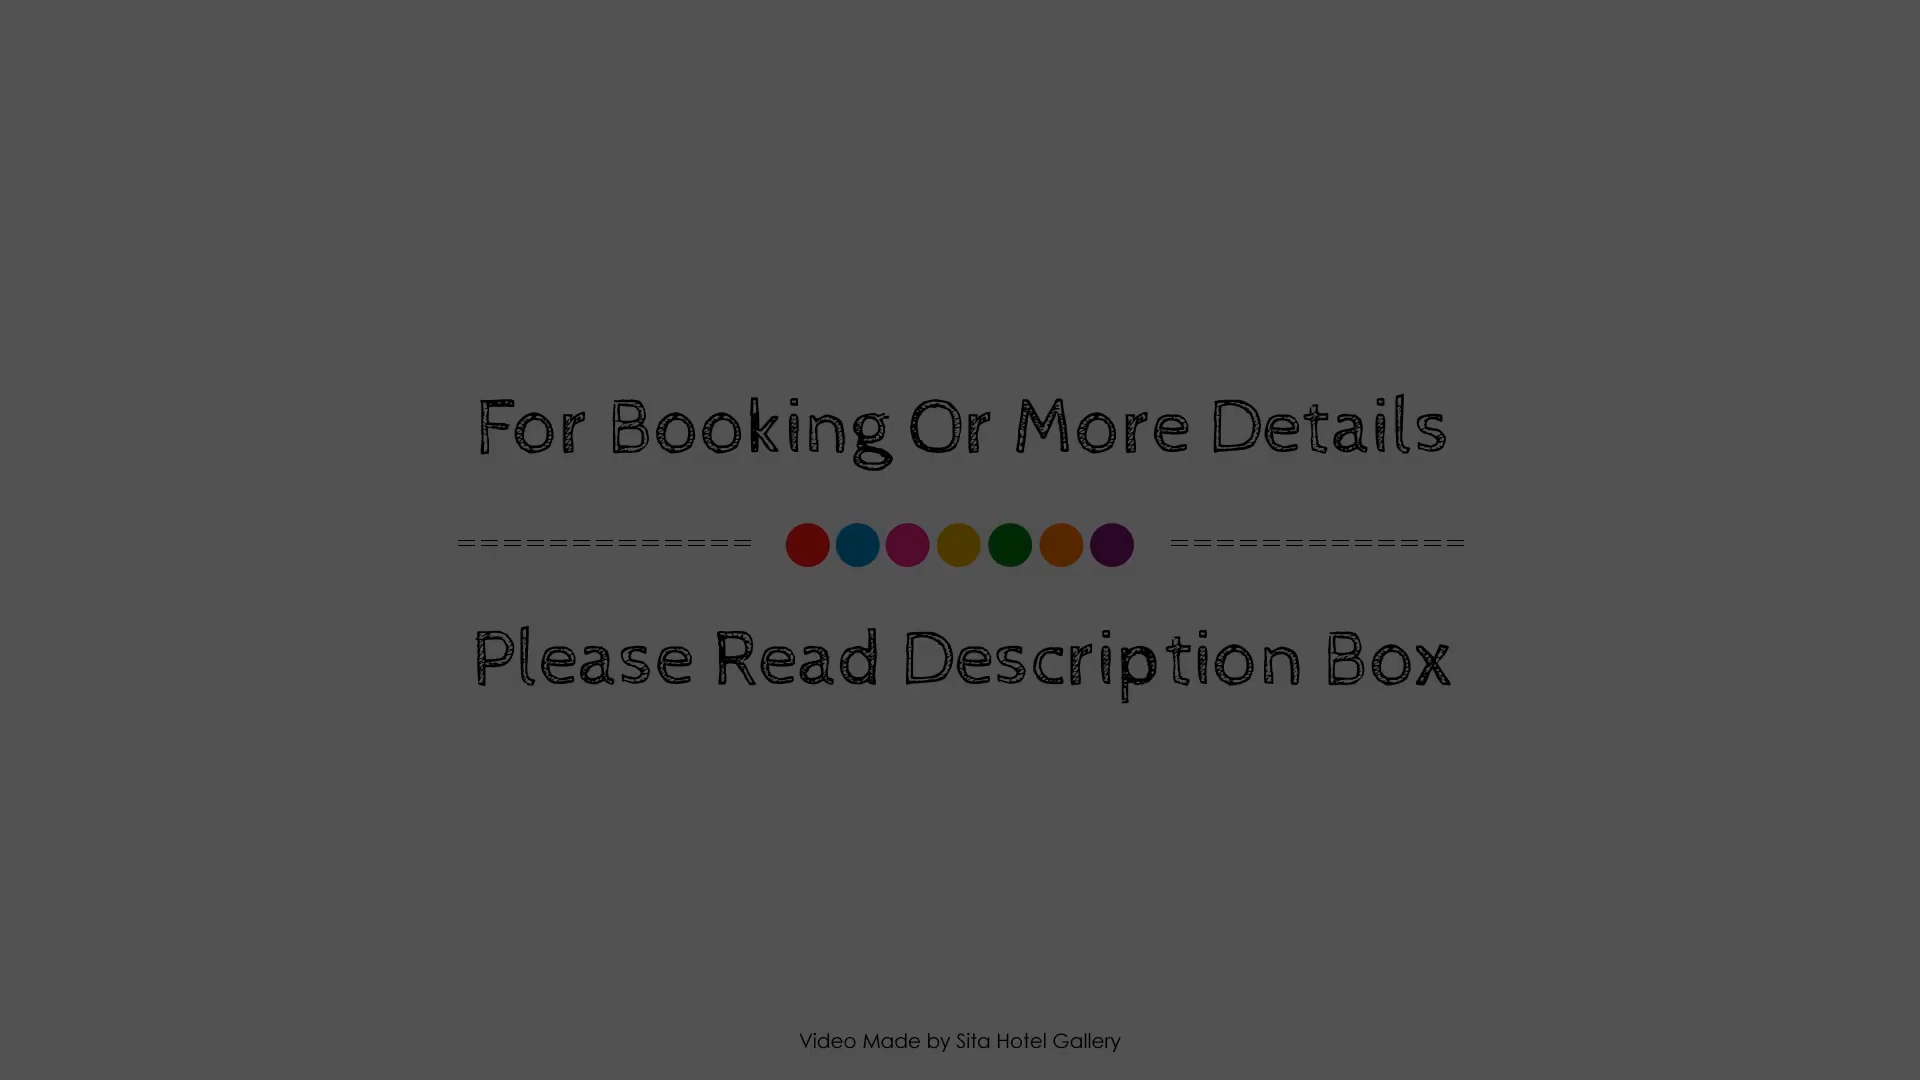 For Booking Or More Details
============= =============
Please Read Description Box
Video Made by Sita Hotel Gallery